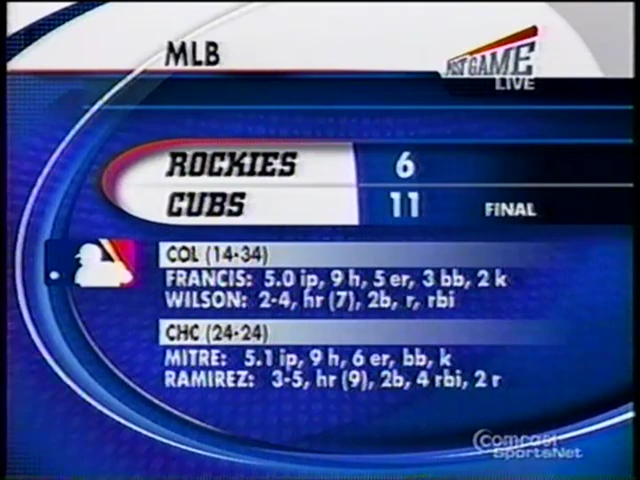 MLB
POST GAME
LIVE
ROCKIES 6
CUBS 11 FINAL
COL (14-34)
FRANCIS: 5.0 ip, 9 h, 5 er, 3 bb, 2 k
WILSON: 2-4, hr (7), 2b, r, rbi
CHC (24-24)
MITRE: 5.1 ip, 9 h, 6 er, bb, k
RAMIREZ: 3-5, hr (9), 2b, 4 rbi, 2 r
Comcast
SportsNet